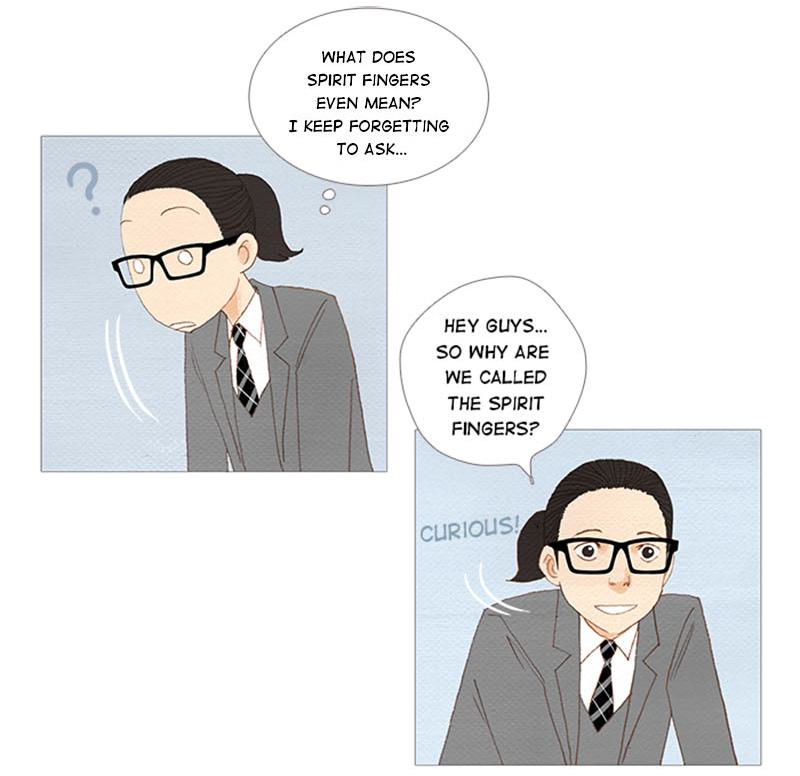 WHAT DOES
SPIRIT FINGERS
EVEN MEAN?
I KEEP FORGETTING
TO ASK...
?
HEY GUYS...
SO WHY ARE
WE CALLED
THE SPIRIT
FINGERS?
CURIOUS!